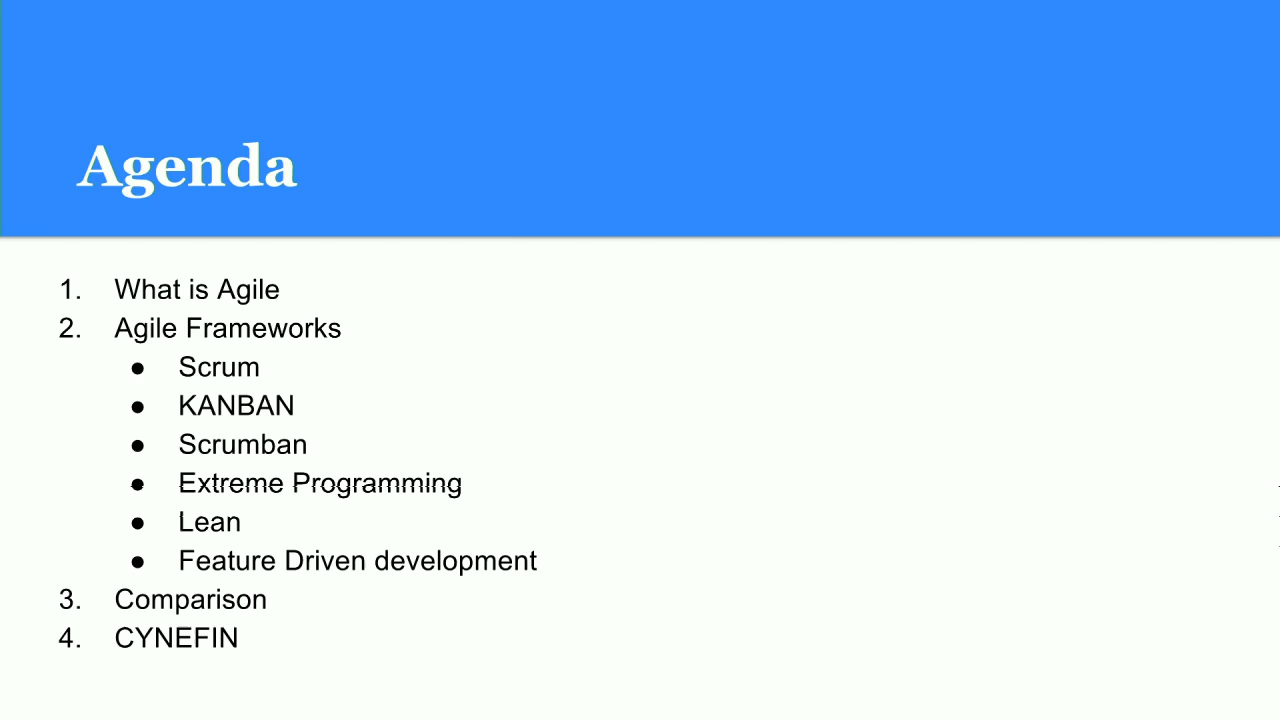 Agenda
1. What is Agile
2. Agile Frameworks
● Scrum
● KANBAN
● Scrumban
● Extreme Programming
● Lean
● Feature Driven development
3. Comparison
4. CYNEFIN